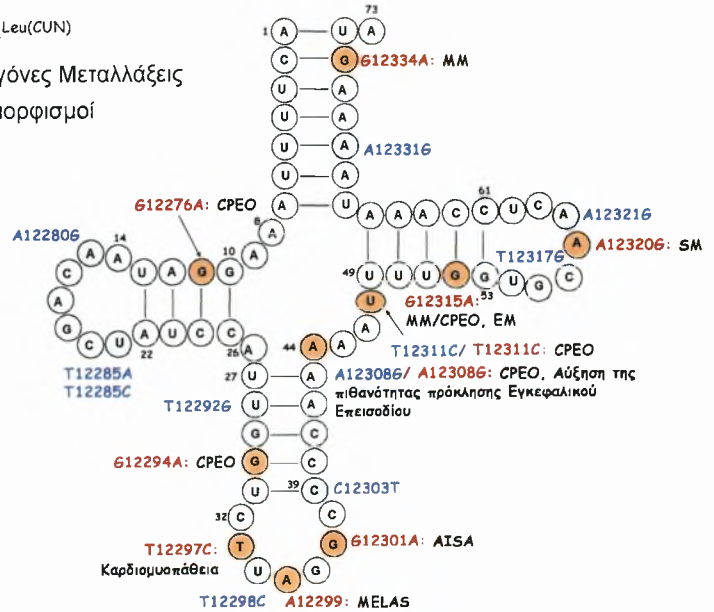 Leu(CUN)
γόνες Μεταλλάξεις
μορφισμοί
73
1 A U A
C G G12334A: MM
U A
U A
U A A12331G
U A
A U A A A C C U C A A12321G
61
G12276A: CPEO
8 A
A12280G
14
A A U A G G A A
10
C
A
G C U A U C C A
22
26
T12285A
T12285C
49 U U U G G U G C A
T12317G
A12320G: SM
53
G12315A:
MM/CPEO, EM
U
T12311C/ T12311C: CPEO
44 A A A
A12308G/ A12308G: CPEO, Αύξηση της
πιθανότητας πρόκλησης Εγκεφαλικού
Επεισοδίου
27 U A
T12292G U A
G C
G12294A: CPEO G C
U 39 C C12303T
32 C C
T12297C: T G G12301A: AISA
Καρδιομυοπάθεια
U A G
T12298C A12299: MELAS